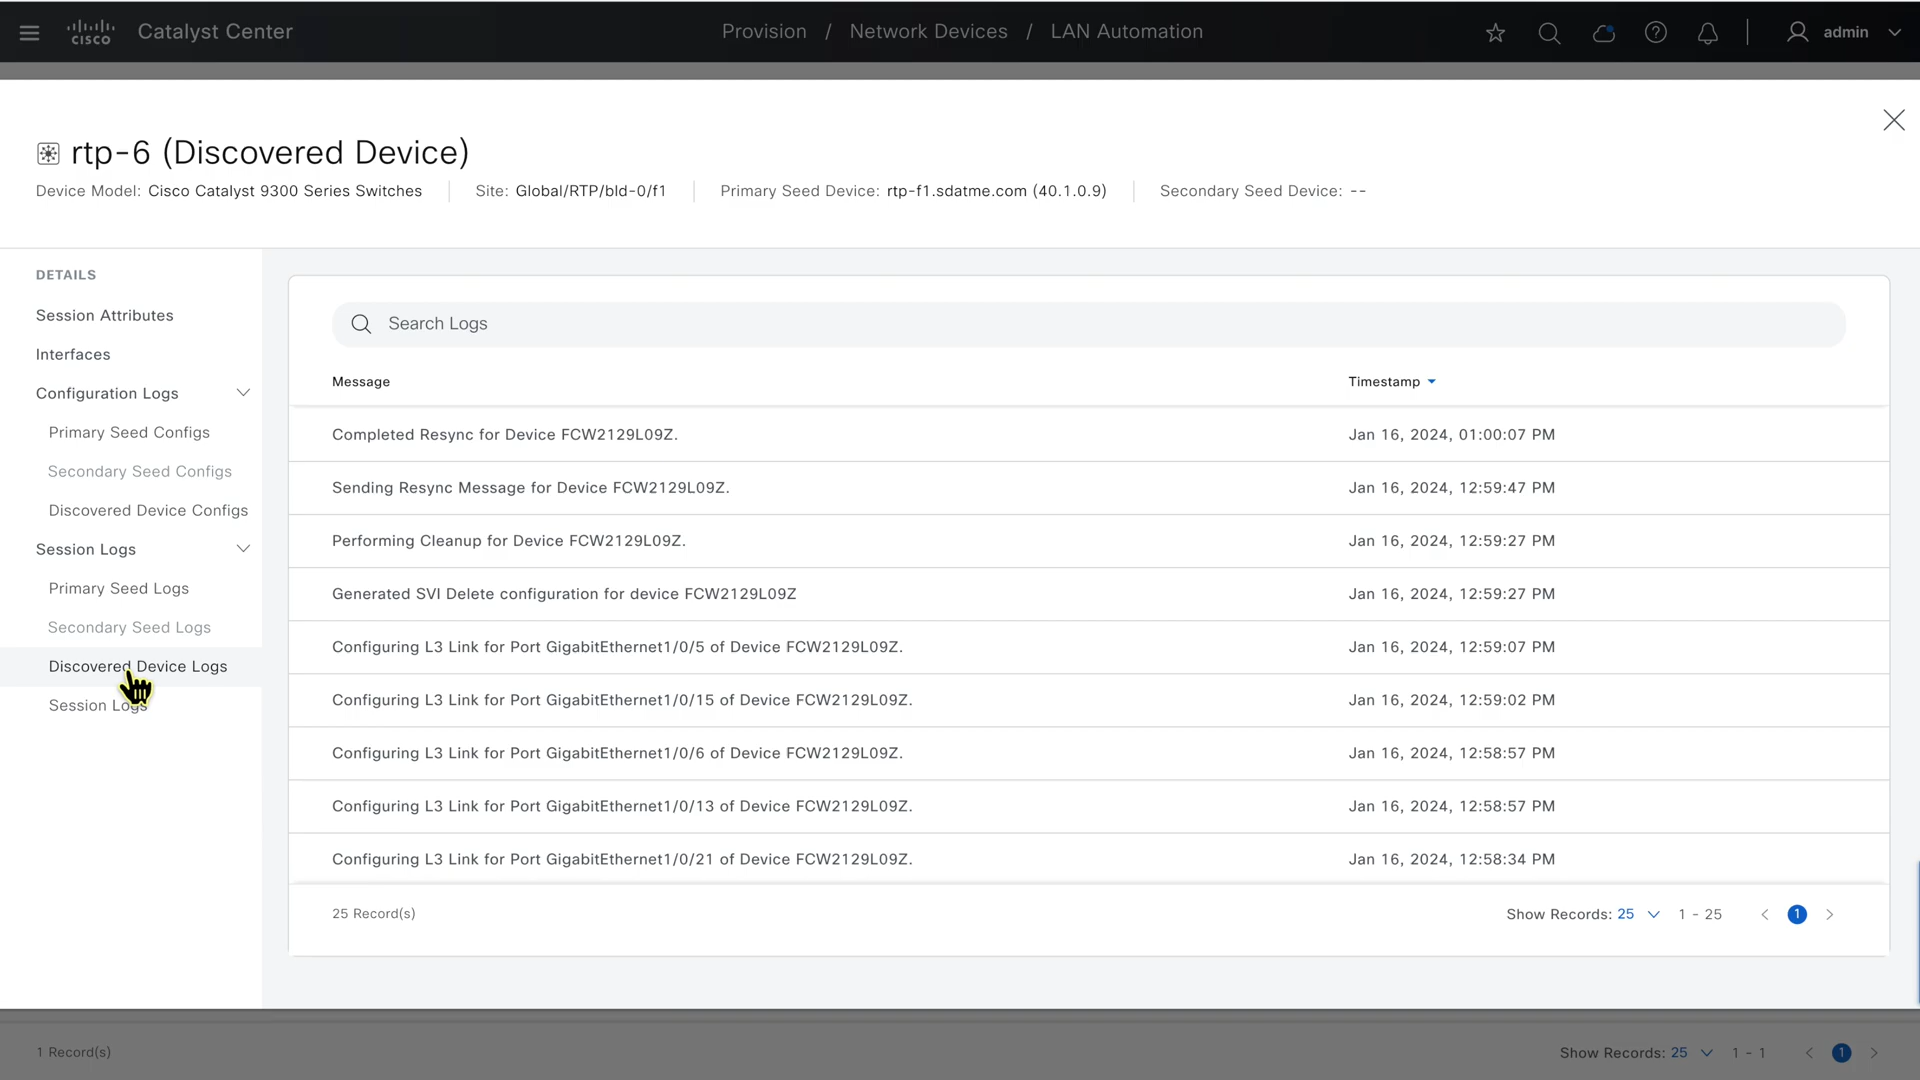 CISCO
Catalyst Center
Provision / Network Devices / LAN Automation
admin
rtp-6 (Discovered Device)
Device Model: Cisco Catalyst 9300 Series Switches
Site: Global/RTP/bld-0/f1
Primary Seed Device: rtp-f1.sdatme.com (40.1.0.9)
Secondary Seed Device: --
DETAILS
Session Attributes
Interfaces
Configuration Logs
Primary Seed Configs
Secondary Seed Configs
Discovered Device Configs
Session Logs
Primary Seed Logs
Secondary Seed Logs
Discovered Device Logs
Session Logs
Search Logs
Message Timestamp
Completed Resync for Device FCW2129L09Z. Jan 16, 2024, 01:00:07 PM
Sending Resync Message for Device FCW2129L09Z. Jan 16, 2024, 12:59:47 PM
Performing Cleanup for Device FCW2129L09Z. Jan 16, 2024, 12:59:27 PM
Generated SVI Delete configuration for device FCW2129L09Z Jan 16, 2024, 12:59:27 PM
Configuring L3 Link for Port GigabitEthernet1/0/5 of Device FCW2129L09Z. Jan 16, 2024, 12:59:07 PM
Configuring L3 Link for Port GigabitEthernet1/0/15 of Device FCW2129L09Z. Jan 16, 2024, 12:59:02 PM
Configuring L3 Link for Port GigabitEthernet1/0/6 of Device FCW2129L09Z. Jan 16, 2024, 12:58:57 PM
Configuring L3 Link for Port GigabitEthernet1/0/13 of Device FCW2129L09Z. Jan 16, 2024, 12:58:57 PM
Configuring L3 Link for Port GigabitEthernet1/0/21 of Device FCW2129L09Z. Jan 16, 2024, 12:58:34 PM
25 Record(s) Show Records: 25 1 - 25 1
1 Record(s) Show Records: 25 1 - 1 1